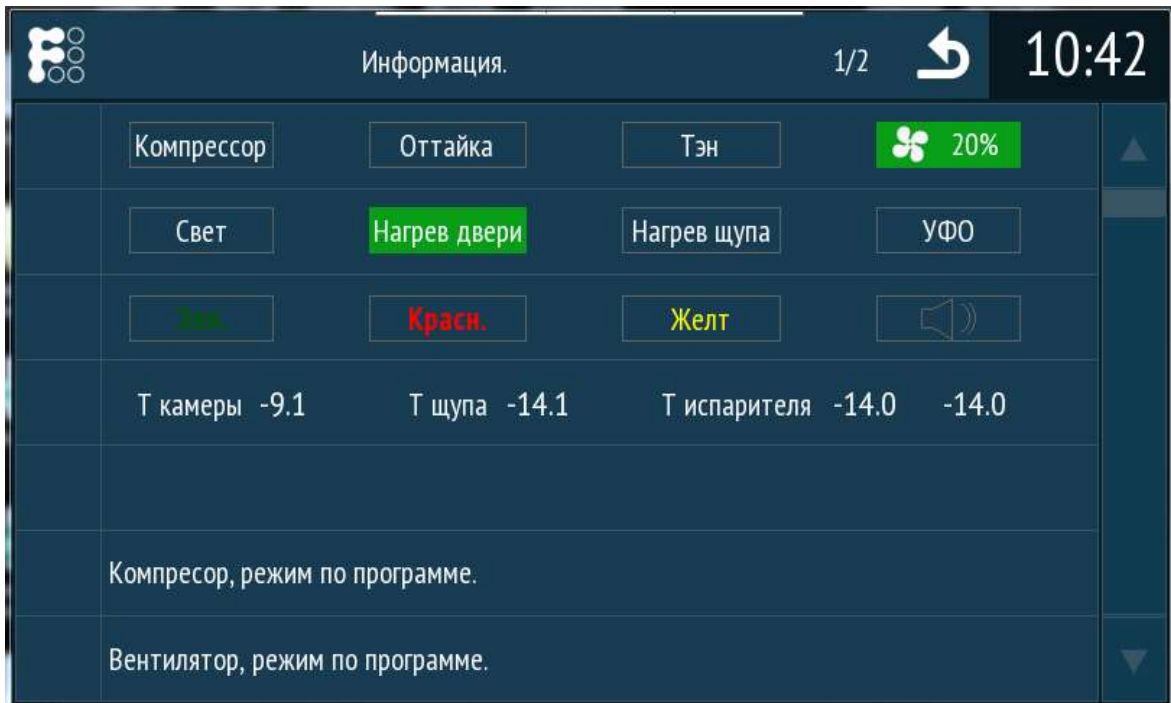 Информация. 1/2 10:42
Компрессор Оттайка Тэн 20%
Свет Нагрев двери Нагрев щупа УФО
Зел. Красн. Желт
Т камеры -9.1 Т щупа -14.1 Т испарителя -14.0 -14.0
Компресор, режим по программе.
Вентилятор, режим по программе.